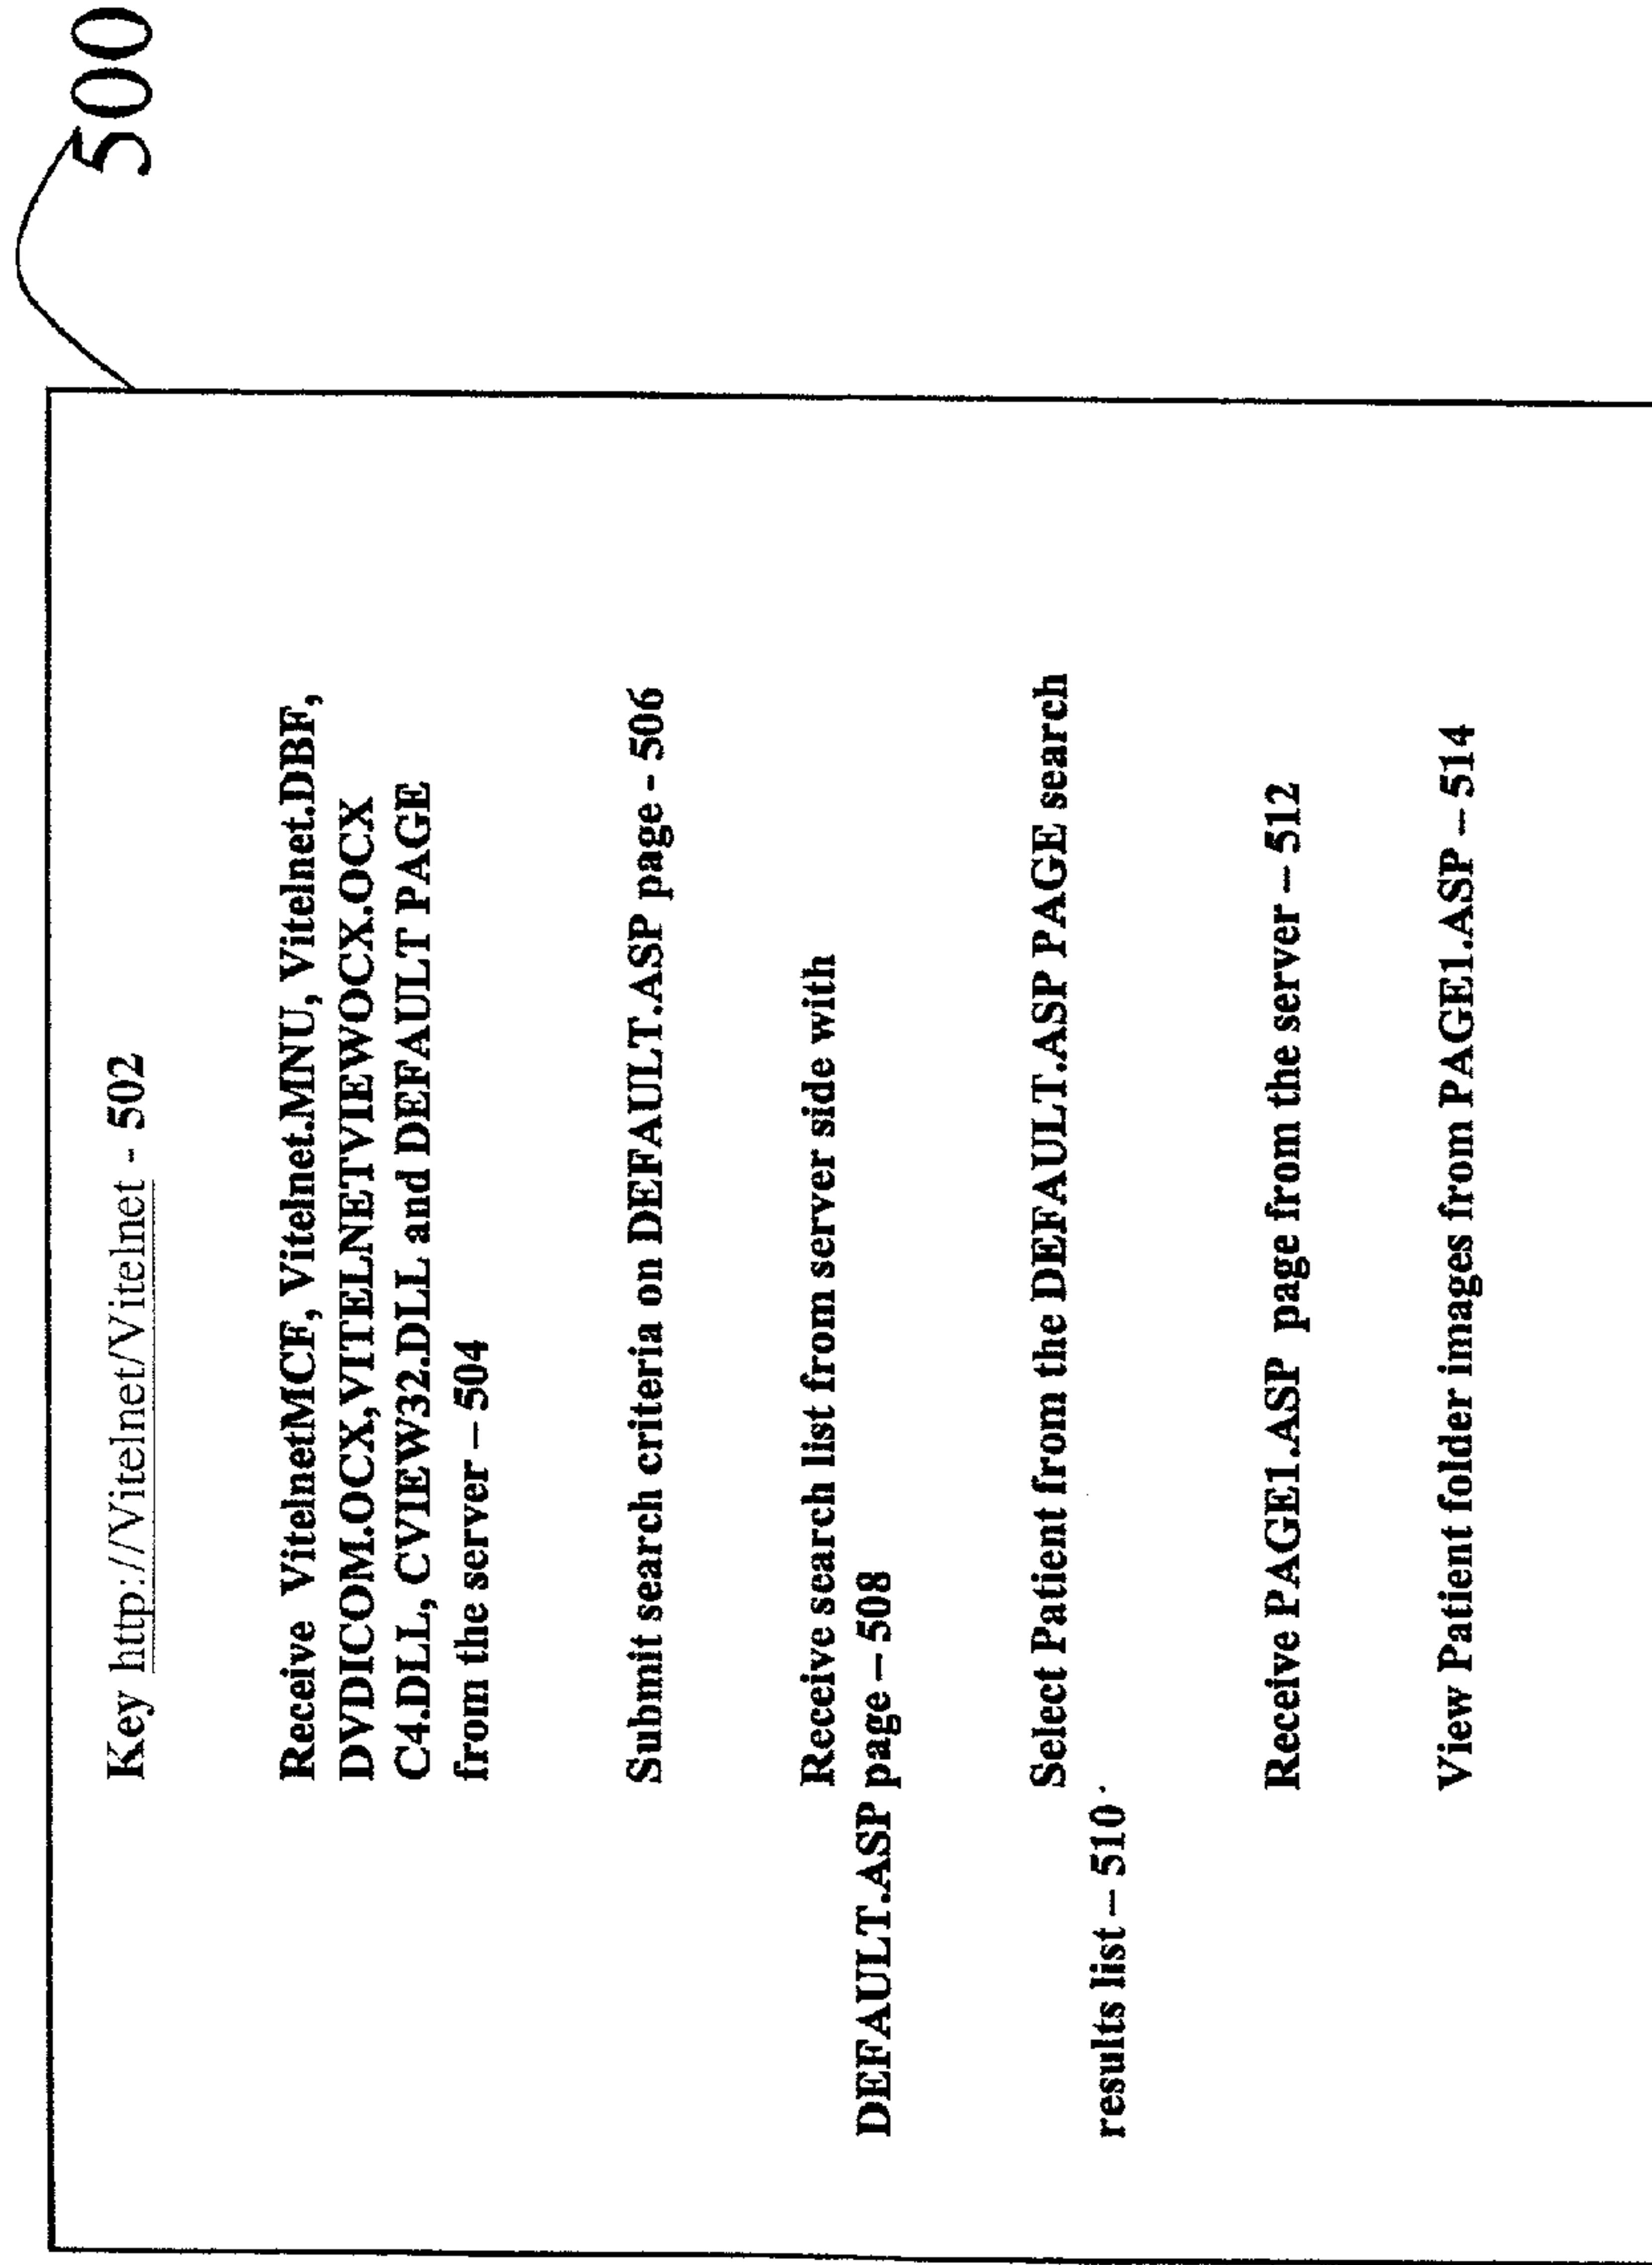 500
Key http://Vitelnet/Vitelnet - 502
Receive VitelnetMCF, Vitelnet.MNU, Vitelnet.DBF,
DVDICOM.OCX,VITELNETVIEWOCX.OCX
C4.DLL, CVIEW32.DLL and DEFAULT PAGE
from the server – 504
Submit search criteria on DEFAULT.ASP page - 506
Receive search list from server side with
DEFAULT.ASP page – 508
Select Patient from the DEFAULT.ASP PAGE search
results list – 510
Receive PAGE1.ASP page from the server – 512
View Patient folder images from PAGE1.ASP – 514